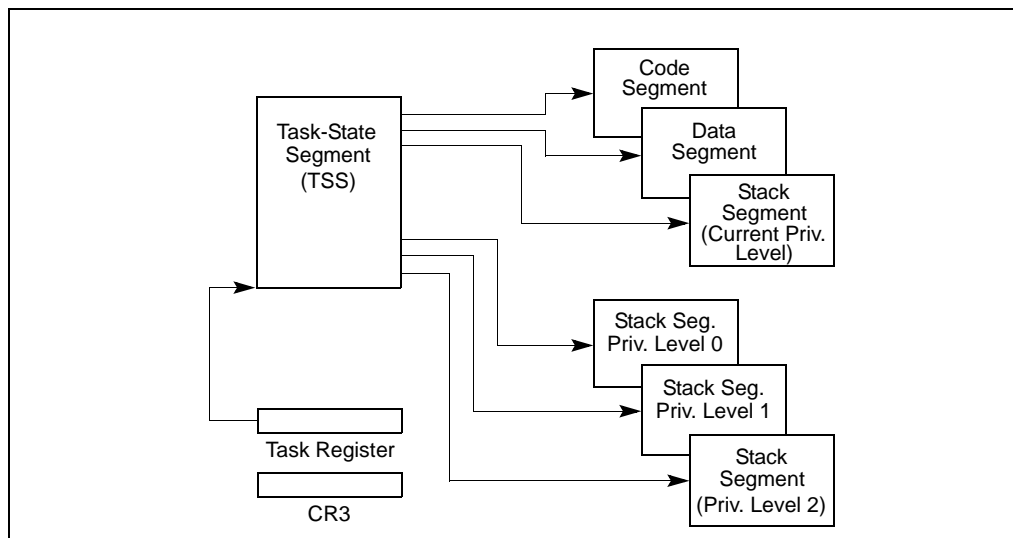 Task-State
Segment
(TSS)
Code
Segment
Data
Segment
Stack
Segment
(Current Priv.
Level)
Stack Seg.
Priv. Level 0
Stack Seg.
Priv. Level 1
Stack
Segment
(Priv. Level 2)
Task Register
CR3